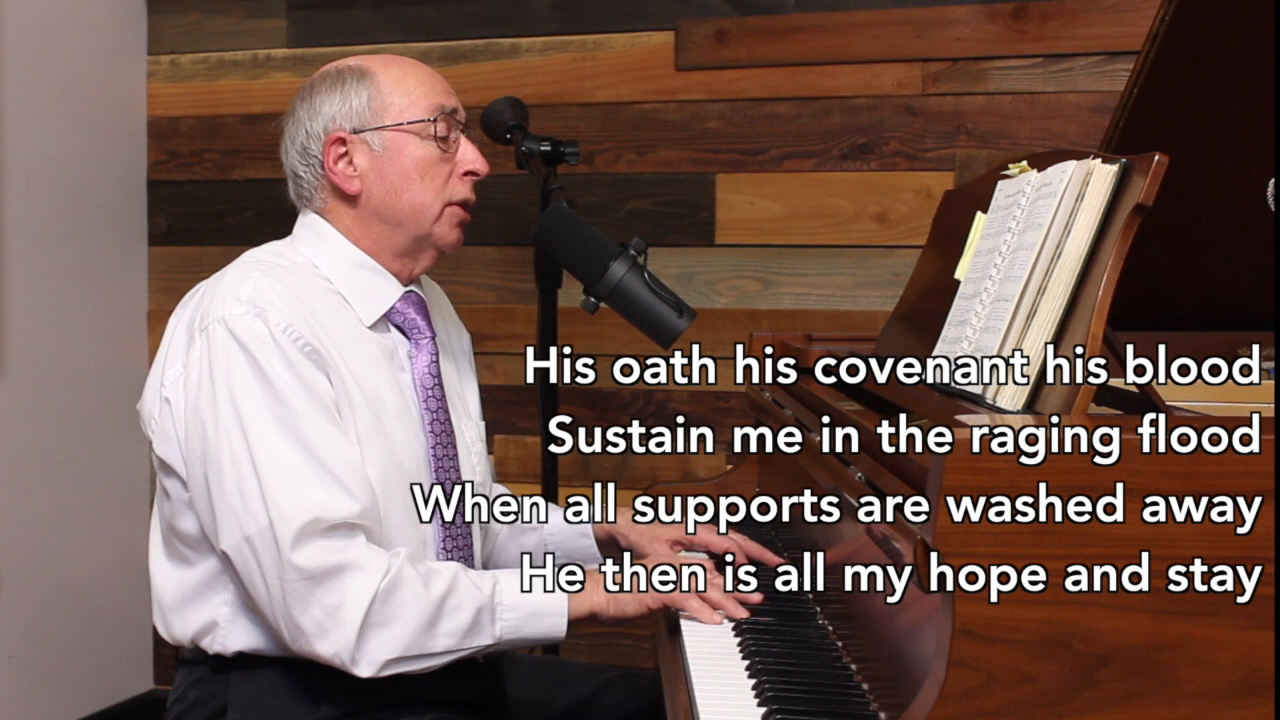 His oath his covenant his blood
Sustain me in the raging flood
When all supports are washed away
He then is all my hope and stay